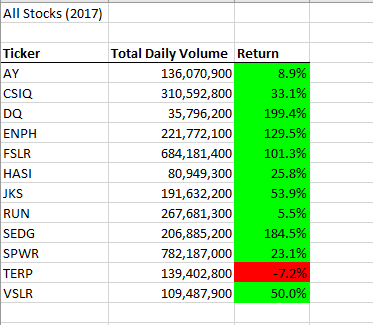 All Stocks (2017)
Ticker Total Daily Volume Return
AY 136,070,900 8.9%
CSIQ 310,592,800 33.1%
DQ 35,796,200 199.4%
ENPH 221,772,100 129.5%
FSLR 684,181,400 101.3%
HASI 80,949,300 25.8%
JKS 191,632,200 53.9%
RUN 267,681,300 5.5%
SEDG 206,885,200 184.5%
SPWR 782,187,000 23.1%
TERP 139,402,800 -7.2%
VSLR 109,487,900 50.0%